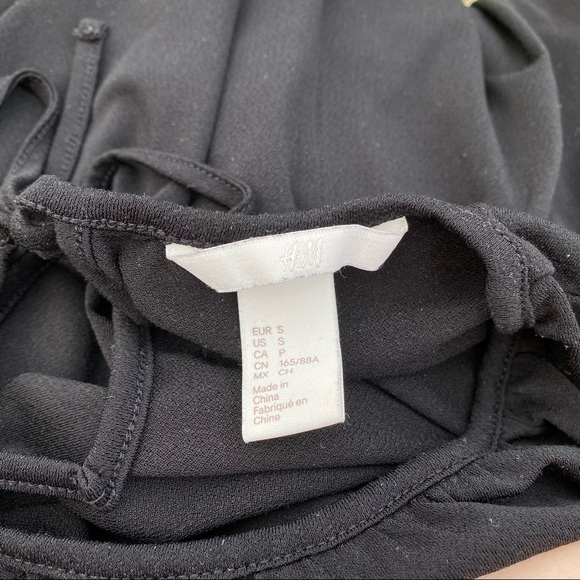 H&M
EUR S
US S
CA P
CN 165/88A
MX CH
Made in
China
Fabriqué en
Chine